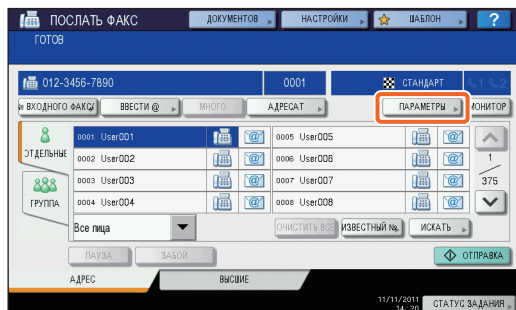 ПОСЛАТЬ ФАКС ДОКУМЕНТОВ НАСТРОЙКИ ШАБЛОН ?
ГОТОВ
012-3456-7890 0001 СТАНДАРТ
№ ВХОДНОГО ФАКСА ВВЕСТИ @ МНОГО АДРЕСАТ ПАРАМЕТРЫ МОНИТОР
ОТДЕЛЬНЫЕ
ГРУППА
0001 User001 0005 User005
0002 User002 0006 User006
0003 User003 0007 User007
0004 User004 0008 User008
1
375
Все лица ОЧИСТИТЬ ВСЕ ИЗВЕСТНЫЙ №. ИСКАТЬ
ПАУЗА ЗАБОЙ ОТПРАВКА
АДРЕС ВЫСШИЕ
11/11/2011
14:20 СТАТУС ЗАДАНИЯ